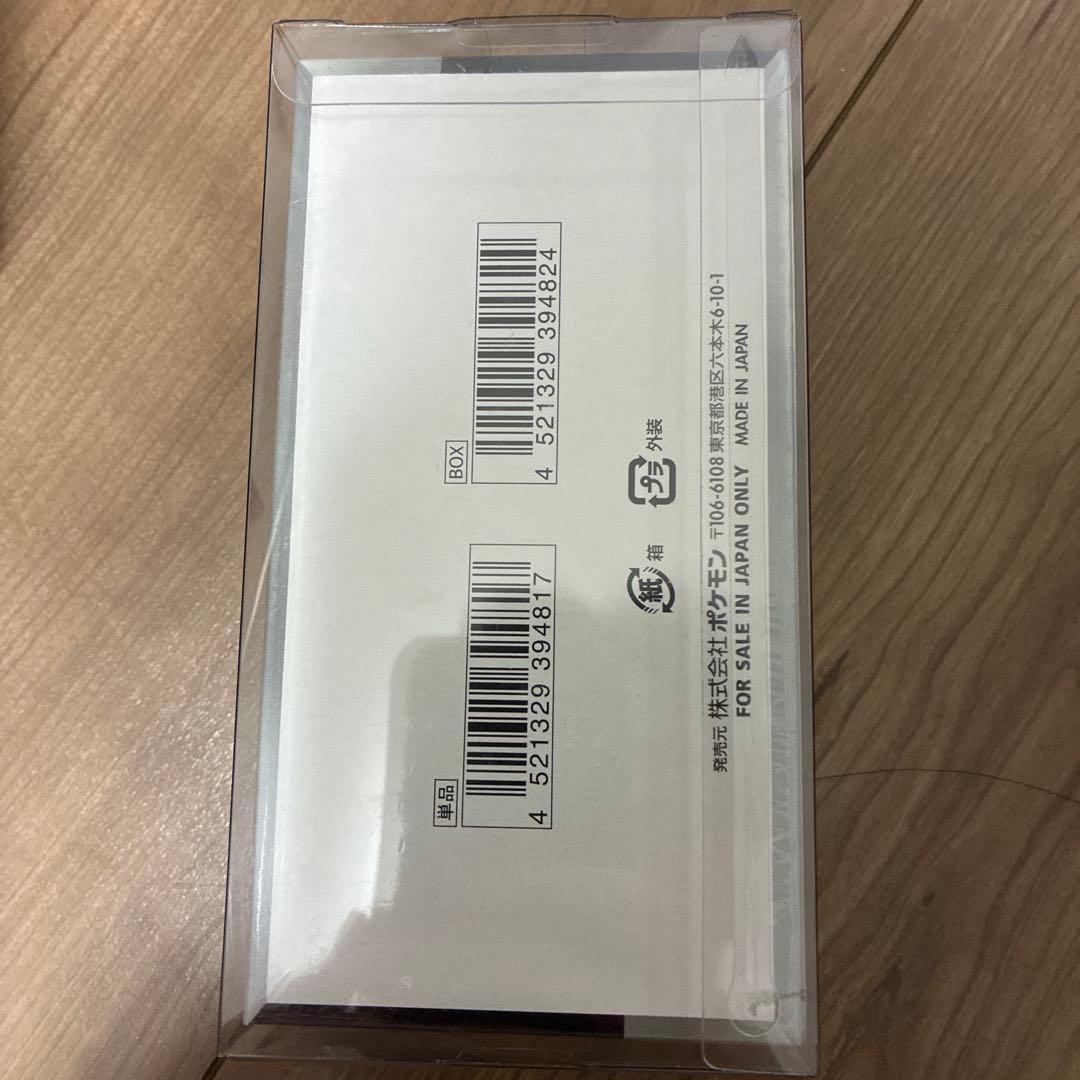 単品
4 521329 394817
BOX
4 521329 394824
紙 箱
プラ 外装
発売元 株式会社 ポケモン 〒106-6108 東京都港区六本木6-10-1
FOR SALE IN JAPAN ONLY MADE IN JAPAN